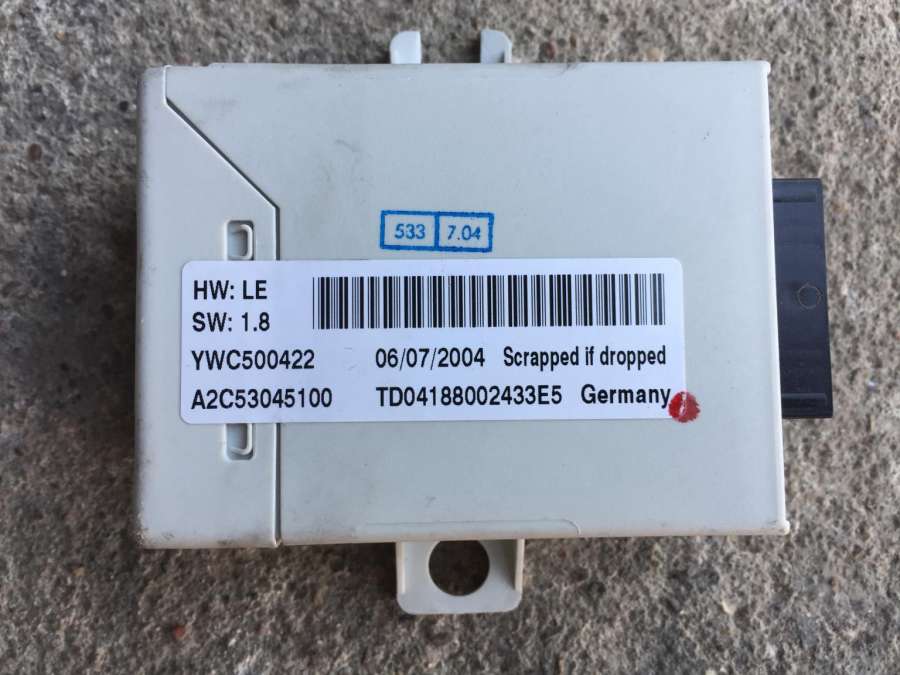 533 7.04
HW: LE
SW: 1.8
YWC500422 06/07/2004 Scrapped if dropped
A2C53045100 TD04188002433E5 Germany